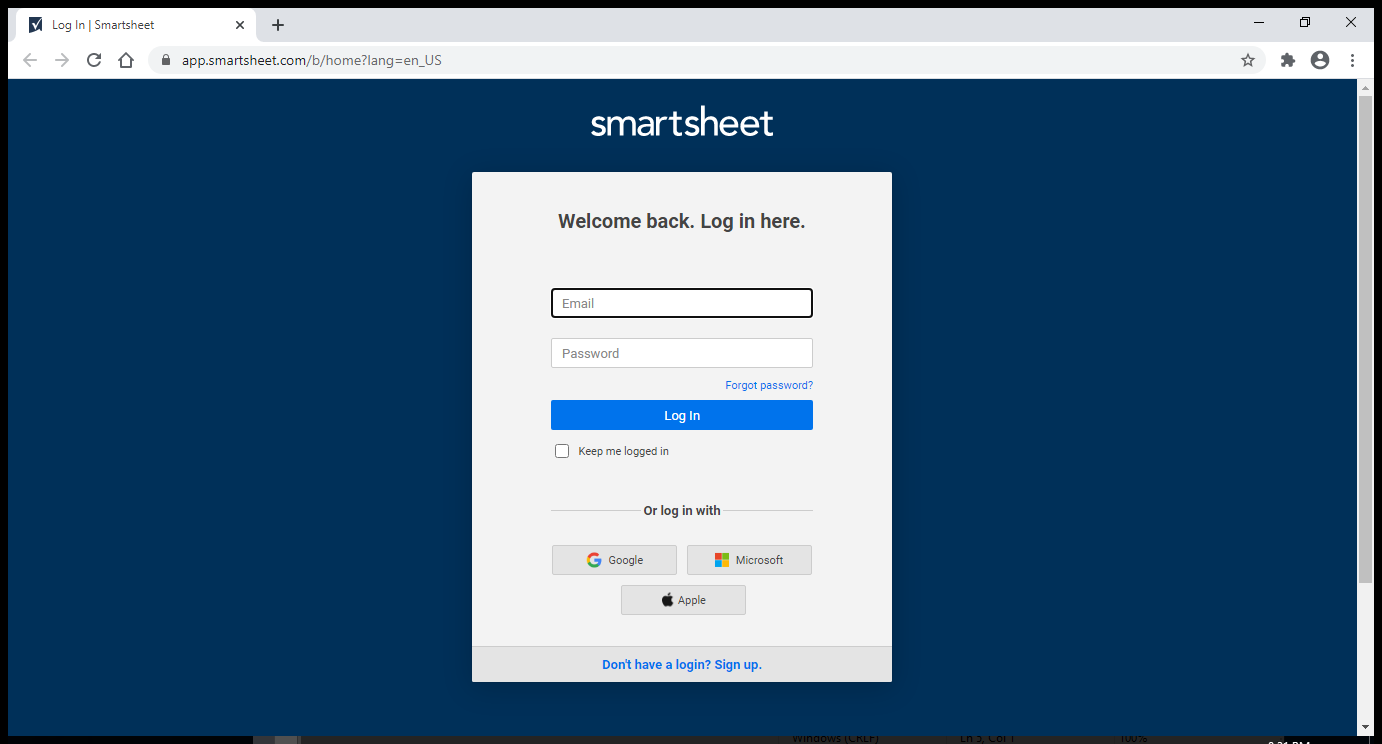 Log In | Smartsheet
app.smartsheet.com/b/home?lang=en_US
smartsheet
Welcome back. Log in here.
Email
Password
Forgot password?
Log In
Keep me logged in
Or log in with
Google
Microsoft
Apple
Don't have a login? Sign up.
Windows (CRLF)
Ln 5, Col 1
100%